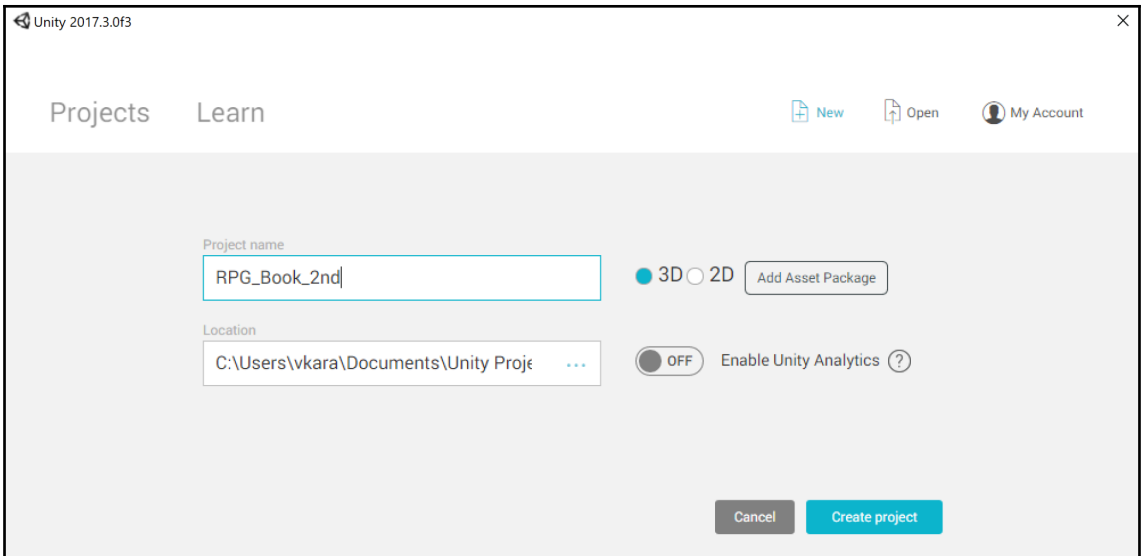 Unity 2017.3.0f3
Projects Learn New Open My Account
Project name
RPG_Book_2nd 3D 2D Add Asset Package
Location
C:\Users\vkara\Documents\Unity Proje ... OFF Enable Unity Analytics ?
Cancel Create project